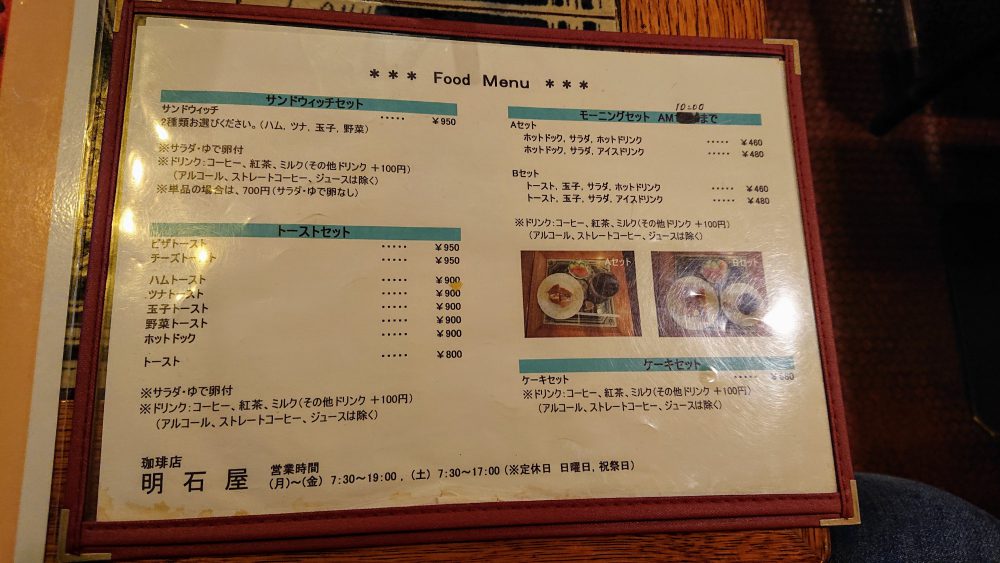 *** Food Menu ***
サンドウィッチセット
サンドウィッチ ····· ￥950
2種類お選びください。（ハム、ツナ、玉子、野菜）
※サラダ・ゆで卵付
※ドリンク：コーヒー、紅茶、ミルク（その他ドリンク ＋100円）
（アルコール、ストレートコーヒー、ジュースは除く）
※単品の場合は、700円（サラダ・ゆで卵なし）
トーストセット
ピザトースト ····· ￥950
チーズトースト ····· ￥950
ハムトースト ····· ￥900
ツナトースト ····· ￥900
玉子トースト ····· ￥900
野菜トースト ····· ￥900
ホットドック ····· ￥900
トースト ····· ￥800
※サラダ・ゆで卵付
※ドリンク：コーヒー、紅茶、ミルク（その他ドリンク ＋100円）
（アルコール、ストレートコーヒー、ジュースは除く）
10:00
モーニングセット AM まで
Aセット
ホットドック, サラダ, ホットドリンク ····· ￥460
ホットドック, サラダ, アイスドリンク ····· ￥480
Bセット
トースト, 玉子, サラダ, ホットドリンク ····· ￥460
トースト, 玉子, サラダ, アイスドリンク ····· ￥480
※ドリンク：コーヒー、紅茶、ミルク（その他ドリンク ＋100円）
（アルコール、ストレートコーヒー、ジュースは除く）
Aセット
Bセット
ケーキセット
ケーキセット ·····
※ドリンク：コーヒー、紅茶、ミルク（その他ドリンク ＋100円）
（アルコール、ストレートコーヒー、ジュースは除く）
珈琲店
明石屋
営業時間
（月）～（金） 7:30～19:00 , （土） 7:30～17:00 （※定休日 日曜日, 祝祭日）